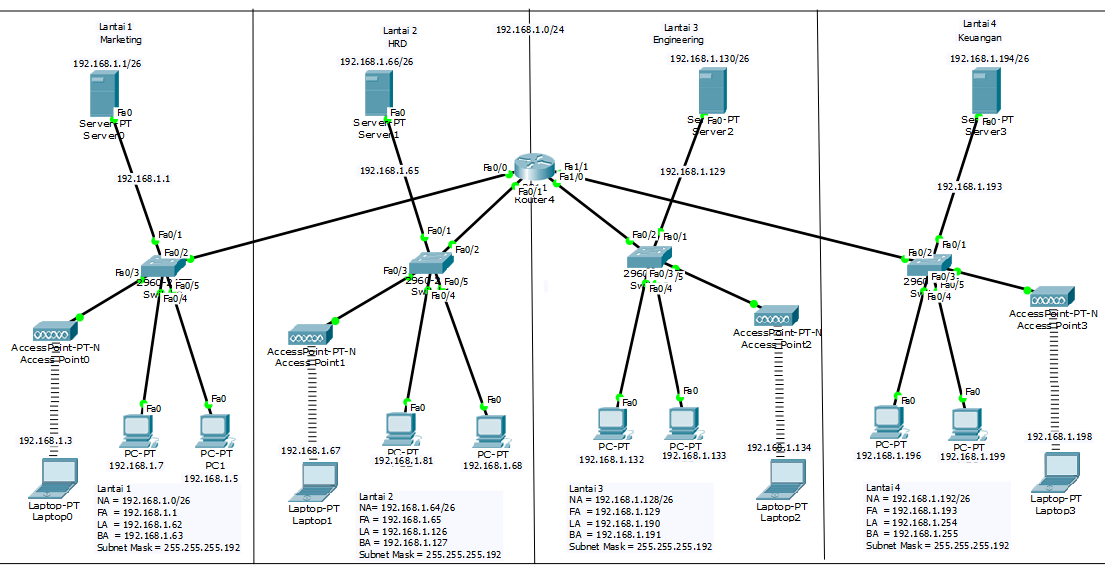 Lantai 1
Marketing
192.168.1.1/26
Fa0
Server-PT
Server0
192.168.1.1
Fa0/1
Fa0/2
Fa0/3
Fa0/5
Fa0/4
AccessPoint-PT-N
Access Point0
Fa0
Fa0
192.168.1.3
PC-PT
192.168.1.7
PC-PT
PC1
192.168.1.5
Laptop-PT
Laptop0
Lantai 1
NA = 192.168.1.0/26
FA = 192.168.1.1
LA = 192.168.1.62
BA = 192.168.1.63
Subnet Mask = 255.255.255.192
Lantai 2
HRD
192.168.1.66/26
Fa0
Server-PT
Server1
192.168.1.65
Fa0/1
Fa0/2
Fa0/3
Fa0/5
Fa0/4
AccessPoint-PT-N
Access Point1
Fa0
Fa0
192.168.1.67
PC-PT
192.168.1.81
PC-PT
192.168.1.68
Laptop-PT
Laptop1
Lantai 2
NA= 192.168.1.64/26
FA = 192.168.1.65
LA = 192.168.1.126
BA = 192.168.1.127
Subnet Mask = 255.255.255.192
192.168.1.0/24
Fa0/0
Fa1/1
Fa1/0
Fa0/1
Router4
Lantai 3
Engineering
192.168.1.130/26
Fa0
Server2
192.168.1.129
Fa0/2
Fa0/1
Fa0/3
Fa0/4
AccessPoint-PT-N
Access Point2
Fa0
Fa0
PC-PT
192.168.1.132
PC-PT
192.168.1.133
192.168.1.134
Laptop-PT
Laptop2
Lantai 3
NA = 192.168.1.128/26
FA = 192.168.1.129
LA = 192.168.1.190
BA = 192.168.1.191
Subnet Mask = 255.255.255.192
Lantai 4
Keuangan
192.168.1.194/26
Fa0
Server3
192.168.1.193
Fa0/1
Fa0/2
Fa0/3
Fa0/4
AccessPoint-PT-N
Access Point3
Fa0
Fa0
PC-PT
192.168.1.196
PC-PT
192.168.1.199
192.168.1.198
Laptop-PT
Laptop3
Lantai 4
NA = 192.168.1.192/26
FA = 192.168.1.193
LA = 192.168.1.254
BA = 192.168.1.255
Subnet Mask = 255.255.255.192